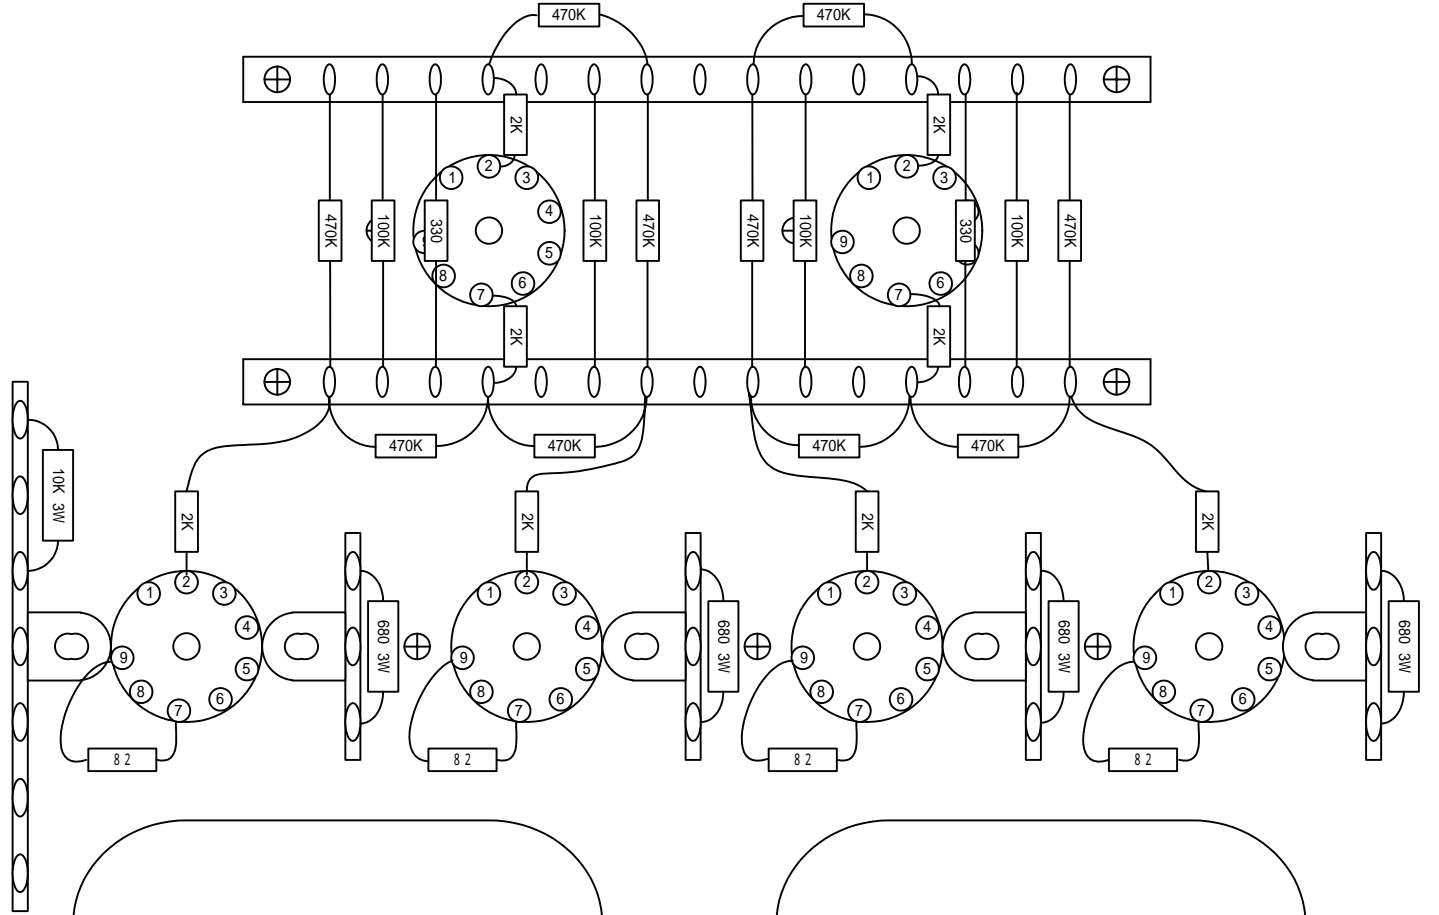 470K 470K
2K 2K
1 2 3 1 2 3
4
470K 100K 330 100K 470K 470K 100K 330 100K 470K
9 5 9
8 7 6 8 7 6
2K 2K
470K 470K 470K 470K
10K 3W
2K 2K 2K 2K
1 2 3 1 2 3 1 2 3 1 2 3
4 4 4 4
680 3W 680 3W 680 3W 680 3W
9 5 9 5 9 5 9 5
8 7 6 8 7 6 8 7 6 8 7 6
8 2 8 2 8 2 8 2